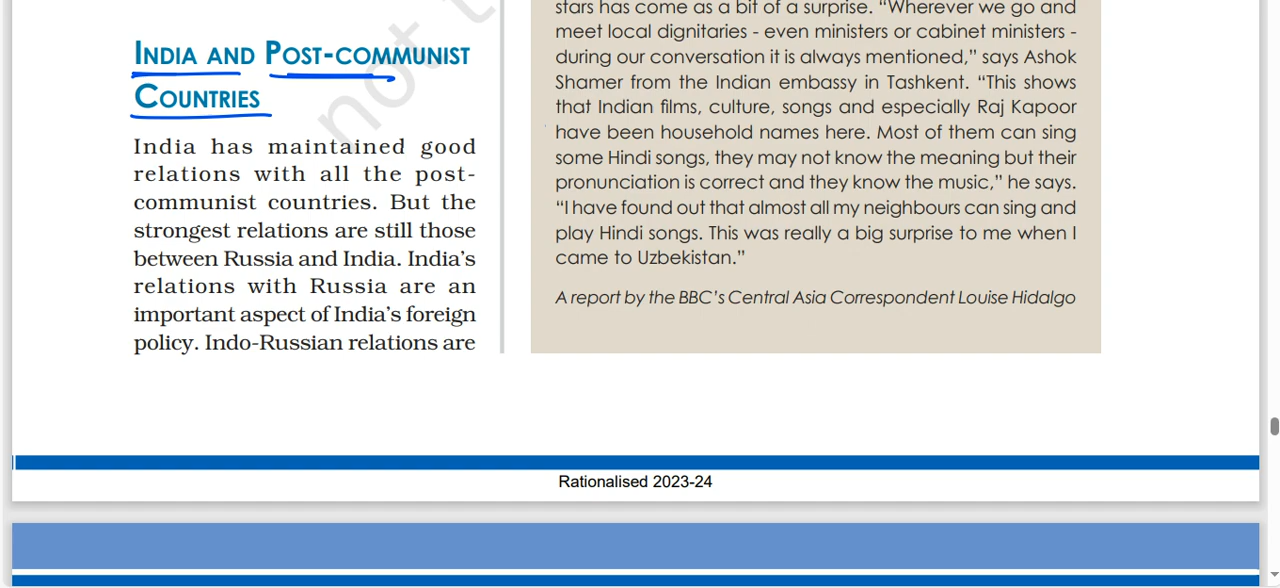 INDIA AND POST-COMMUNIST
COUNTRIES
India has maintained good
relations with all the post-
communist countries. But the
strongest relations are still those
between Russia and India. India's
relations with Russia are an
important aspect of India's foreign
policy. Indo-Russian relations are
stars has come as a bit of a surprise. “Wherever we go and
meet local dignitaries - even ministers or cabinet ministers -
during our conversation it is always mentioned,” says Ashok
Shamer from the Indian embassy in Tashkent. “This shows
that Indian films, culture, songs and especially Raj Kapoor
have been household names here. Most of them can sing
some Hindi songs, they may not know the meaning but their
pronunciation is correct and they know the music,” he says.
“I have found out that almost all my neighbours can sing and
play Hindi songs. This was really a big surprise to me when I
came to Uzbekistan.”
A report by the BBC's Central Asia Correspondent Louise Hidalgo
not
Rationalised 2023-24